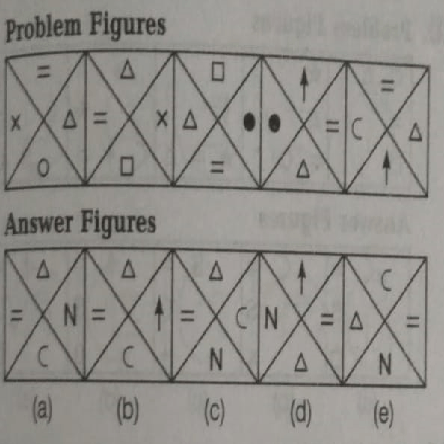 Problem Figures
= Δ □ ↑ =
× Δ = × Δ ● ● = C Δ
○ □ = Δ ↑
Answer Figures
Δ Δ Δ ↑ C
= N = ↑ = C N = Δ =
C C N Δ N
(a) (b) (c) (d) (e)